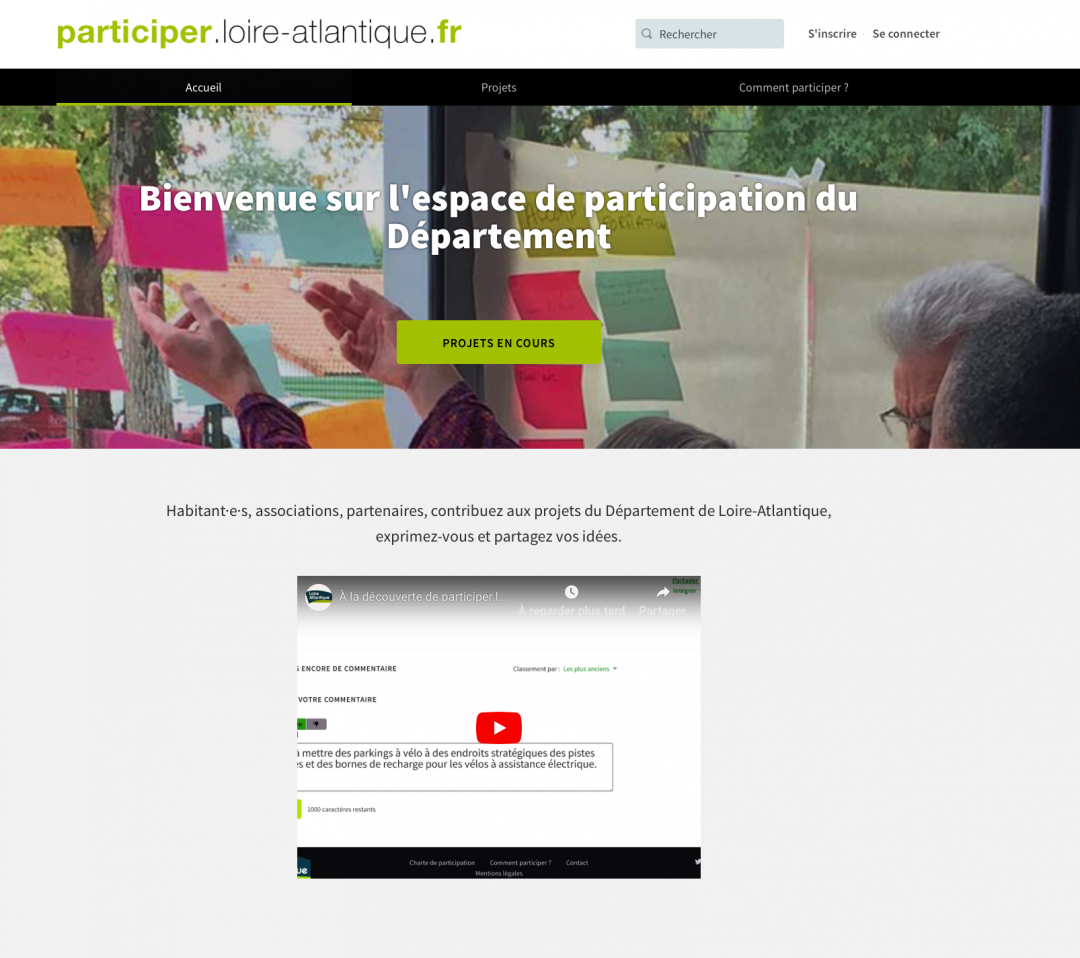 participer.loire-atlantique.fr
Rechercher
S'inscrire
Se connecter
Accueil
Projets
Comment participer ?
Bienvenue sur l'espace de participation du
Département
PROJETS EN COURS
Habitant·e·s, associations, partenaires, contribuez aux projets du Département de Loire-Atlantique,
exprimez-vous et partagez vos idées.
Loire
Atlantique
À la découverte de participer.l...
À regarder plus tard
Partager
Partager
Intégrer
ENCORE DE COMMENTAIRE
Classement par : Les plus anciens
VOTRE COMMENTAIRE
à mettre des parkings à vélo à des endroits stratégiques des pistes
es et des bornes de recharge pour les vélos à assistance électrique.
1000 caractères restants
Charte de participation
Comment participer ?
Contact
Mentions légales
ue